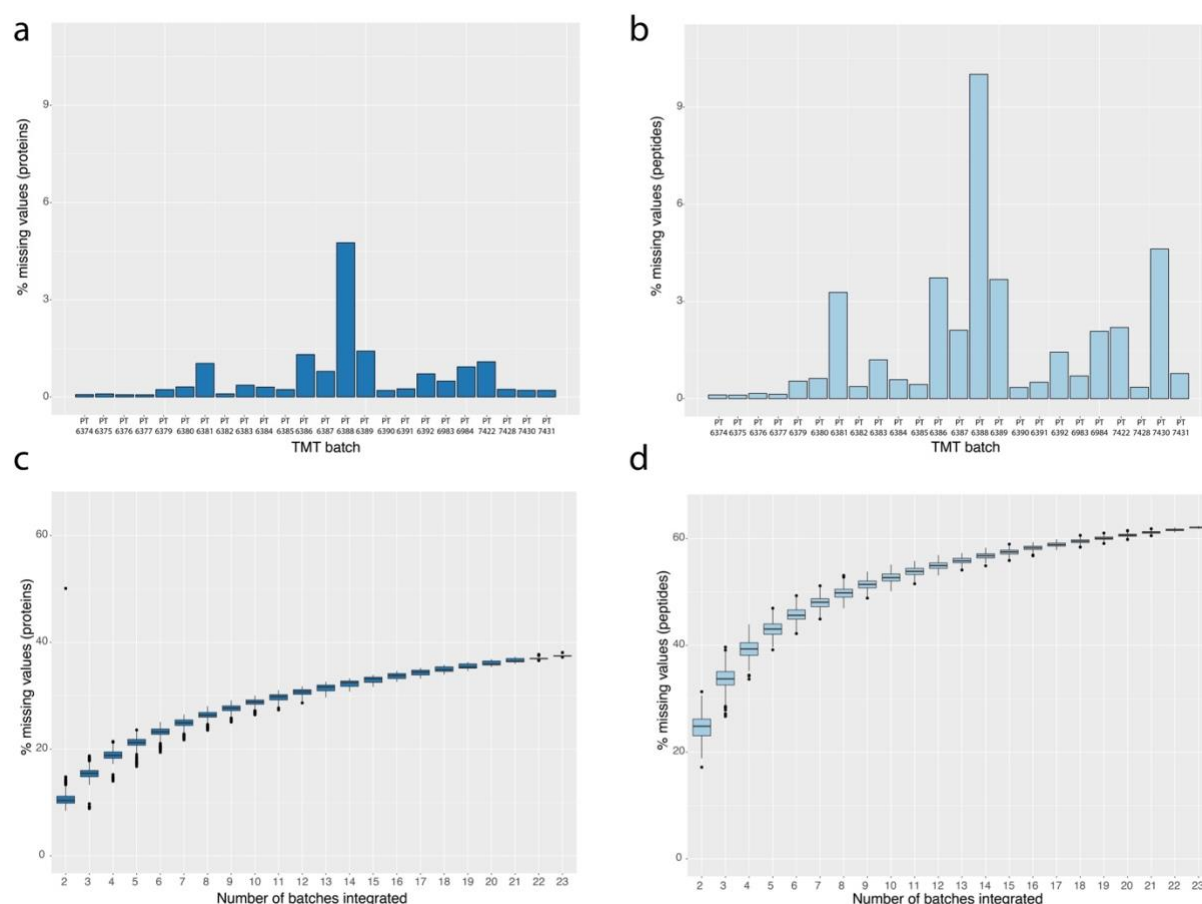 a
% missing values (proteins)
9
6
3
0
PT PT PT PT PT PT PT PT PT PT PT PT PT PT PT PT PT PT PT PT PT PT PT
6374 6375 6376 6377 6379 6380 6381 6382 6383 6384 6385 6386 6387 6388 6389 6390 6391 6392 6983 6984 7422 7428 7430 7431
TMT batch
b
% missing values (peptides)
9
6
3
0
PT PT PT PT PT PT PT PT PT PT PT PT PT PT PT PT PT PT PT PT PT PT PT PT
6374 6375 6376 6377 6379 6380 6381 6382 6383 6384 6385 6386 6387 6388 6389 6390 6391 6392 6983 6984 7422 7428 7430 7431
TMT batch
c
% missing values (proteins)
60
40
20
0
2 3 4 5 6 7 8 9 10 11 12 13 14 15 16 17 18 19 20 21 22 23
Number of batches integrated
d
% missing values (peptides)
60
40
20
0
2 3 4 5 6 7 8 9 10 11 12 13 14 15 16 17 18 19 20 21 22 23
Number of batches integrated